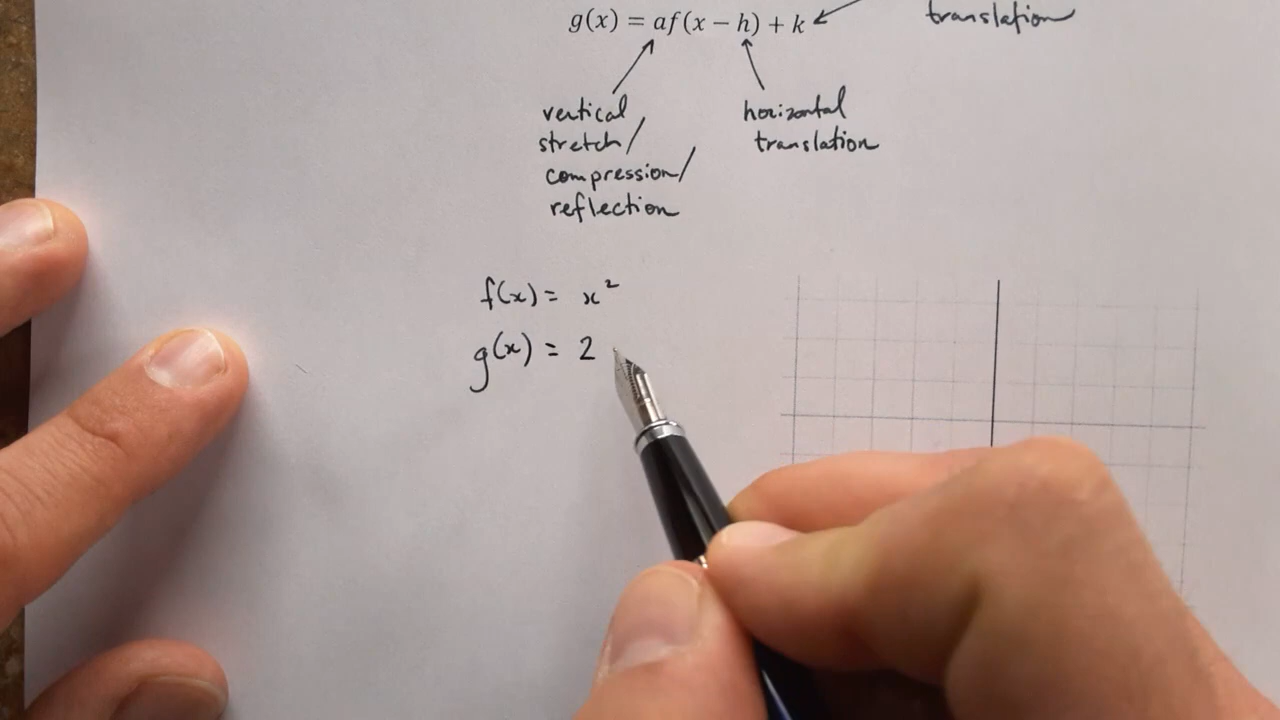 g(x) = af(x − h) + k
translation
vertical
stretch/
compression/
reflection
horizontal
translation
f(x) = x²
g(x) = 2